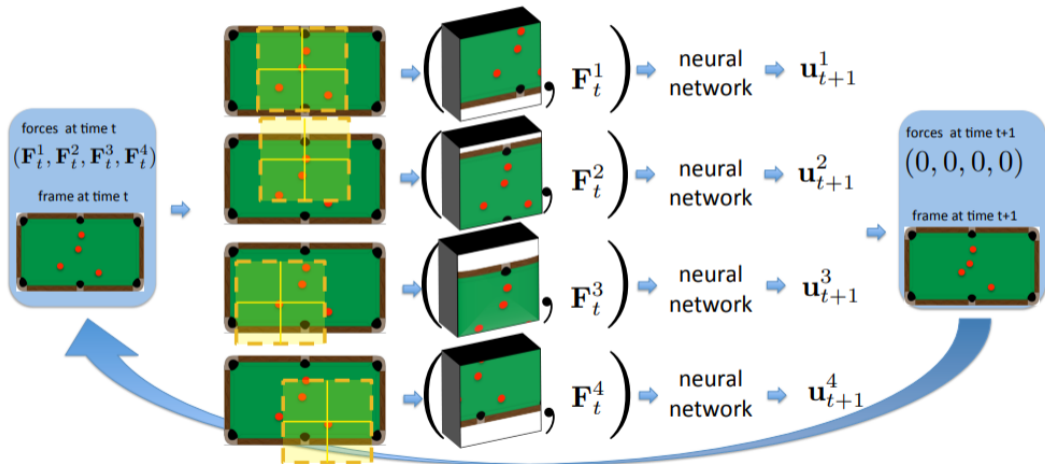 forces at time t
(F_t^1, F_t^2, F_t^3, F_t^4)
frame at time t
( , F_t^1 )
neural
network
u_{t+1}^1
( , F_t^2 )
neural
network
u_{t+1}^2
( , F_t^3 )
neural
network
u_{t+1}^3
( , F_t^4 )
neural
network
u_{t+1}^4
forces at time t+1
(0, 0, 0, 0)
frame at time t+1